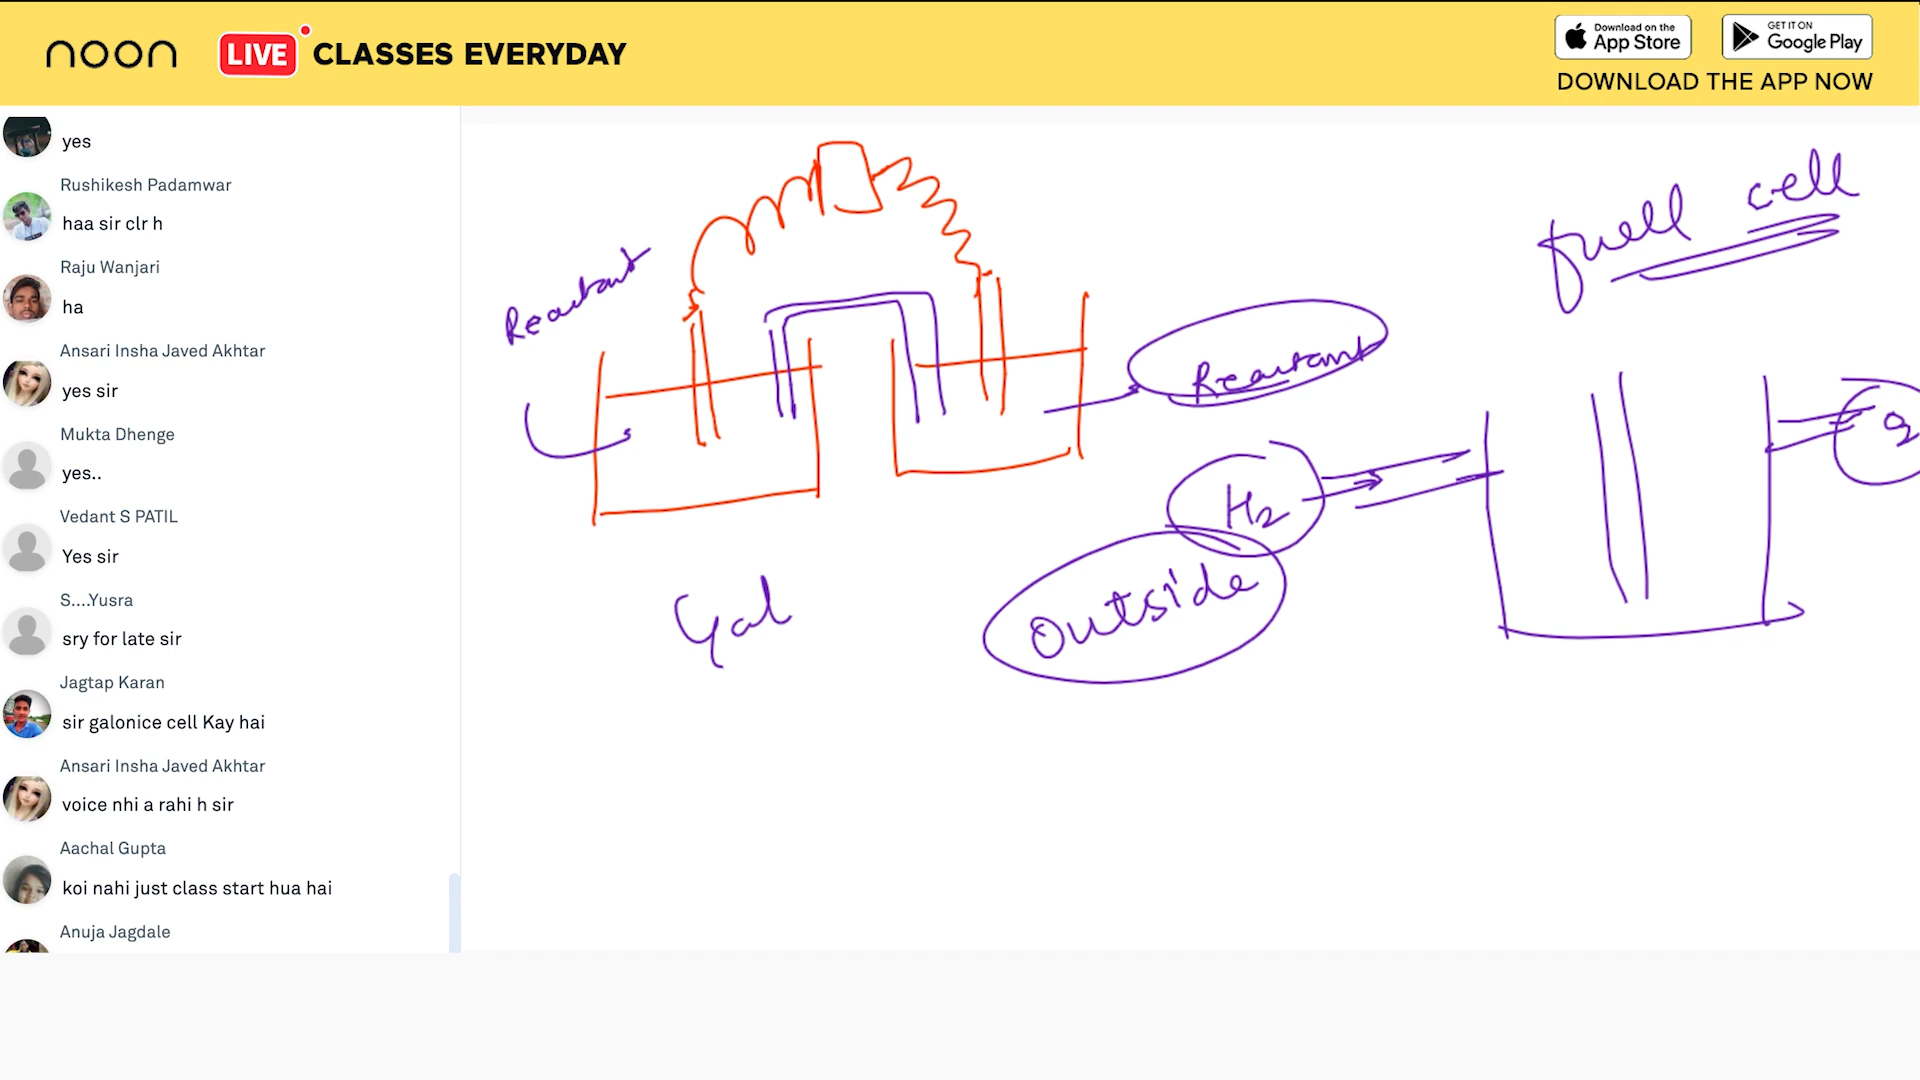 noon
LIVE CLASSES EVERYDAY
Download on the
App Store
GET IT ON
Google Play
DOWNLOAD THE APP NOW
yes
Rushikesh Padamwar
haa sir clr h
Raju Wanjari
ha
Ansari Insha Javed Akhtar
yes sir
Mukta Dhenge
yes..
Vedant S PATIL
Yes sir
S....Yusra
sry for late sir
Jagtap Karan
sir galonice cell Kay hai
Ansari Insha Javed Akhtar
voice nhi a rahi h sir
Aachal Gupta
koi nahi just class start hua hai
Anuja Jagdale
Reactant
Reactant
fuell cell
H2
Outside
Gal